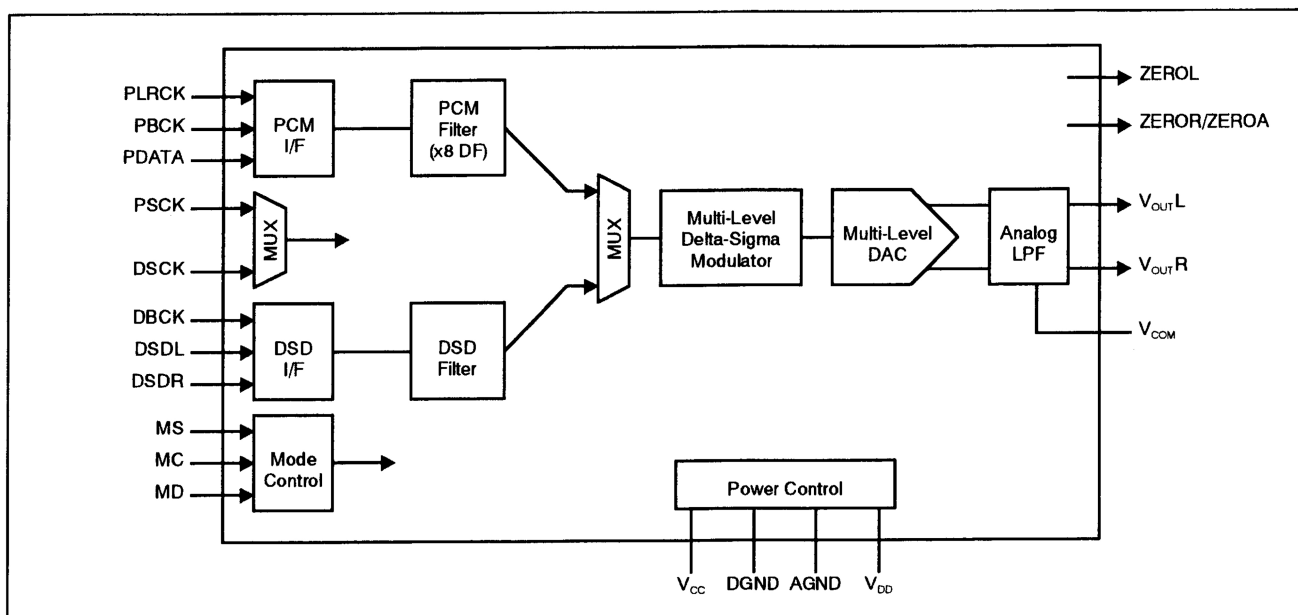 PLRCK
PBCK
PDATA
PCM
I/F
PCM
Filter
(x8 DF)
ZEROL
ZEROR/ZEROA
PSCK
DSCK
MUX
MUX
Multi-Level
Delta-Sigma
Modulator
Multi-Level
DAC
Analog
LPF
VOUTL
VOUTR
VCOM
DBCK
DSDL
DSDR
DSD
I/F
DSD
Filter
MS
MC
MD
Mode
Control
Power Control
VCC DGND AGND VDD